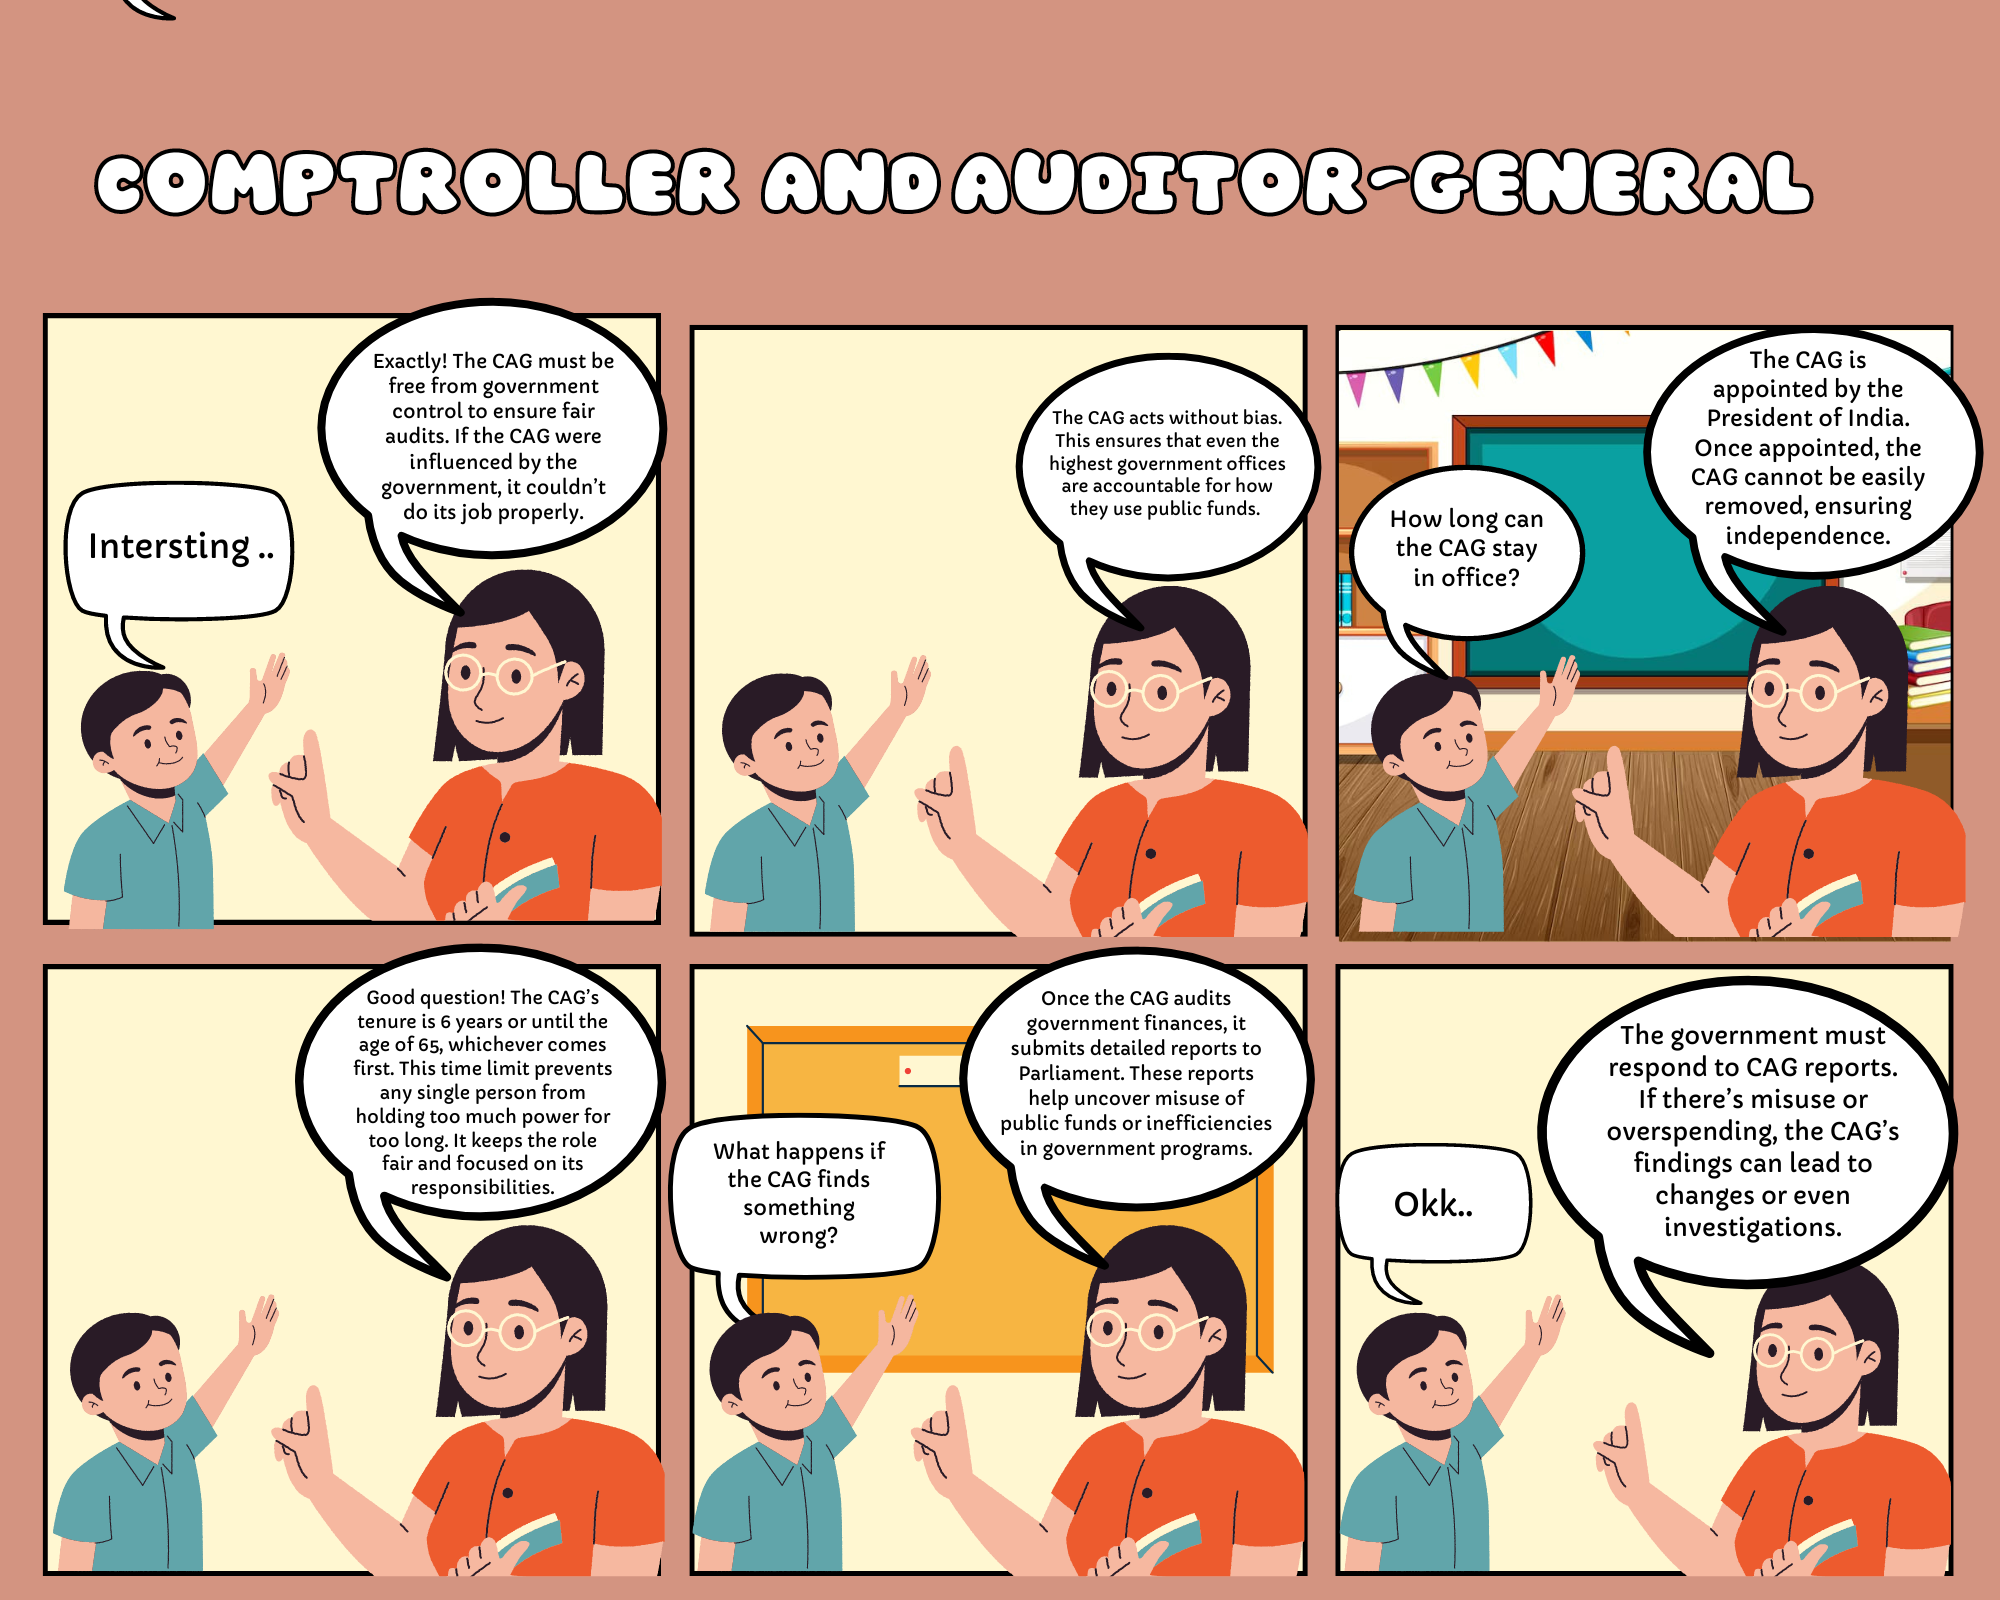 COMPTROLLER AND AUDITOR-GENERAL
Intersting ..
Exactly! The CAG must be
free from government
control to ensure fair
audits. If the CAG were
influenced by the
government, it couldn't
do its job properly.
The CAG acts without bias.
This ensures that even the
highest government offices
are accountable for how
they use public funds.
How long can
the CAG stay
in office?
The CAG is
appointed by the
President of India.
Once appointed, the
CAG cannot be easily
removed, ensuring
independence.
Good question! The CAG's
tenure is 6 years or until the
age of 65, whichever comes
first. This time limit prevents
any single person from
holding too much power for
too long. It keeps the role
fair and focused on its
responsibilities.
What happens if
the CAG finds
something
wrong?
Once the CAG audits
government finances, it
submits detailed reports to
Parliament. These reports
help uncover misuse of
public funds or inefficiencies
in government programs.
Okk..
The government must
respond to CAG reports.
If there's misuse or
overspending, the CAG's
findings can lead to
changes or even
investigations.